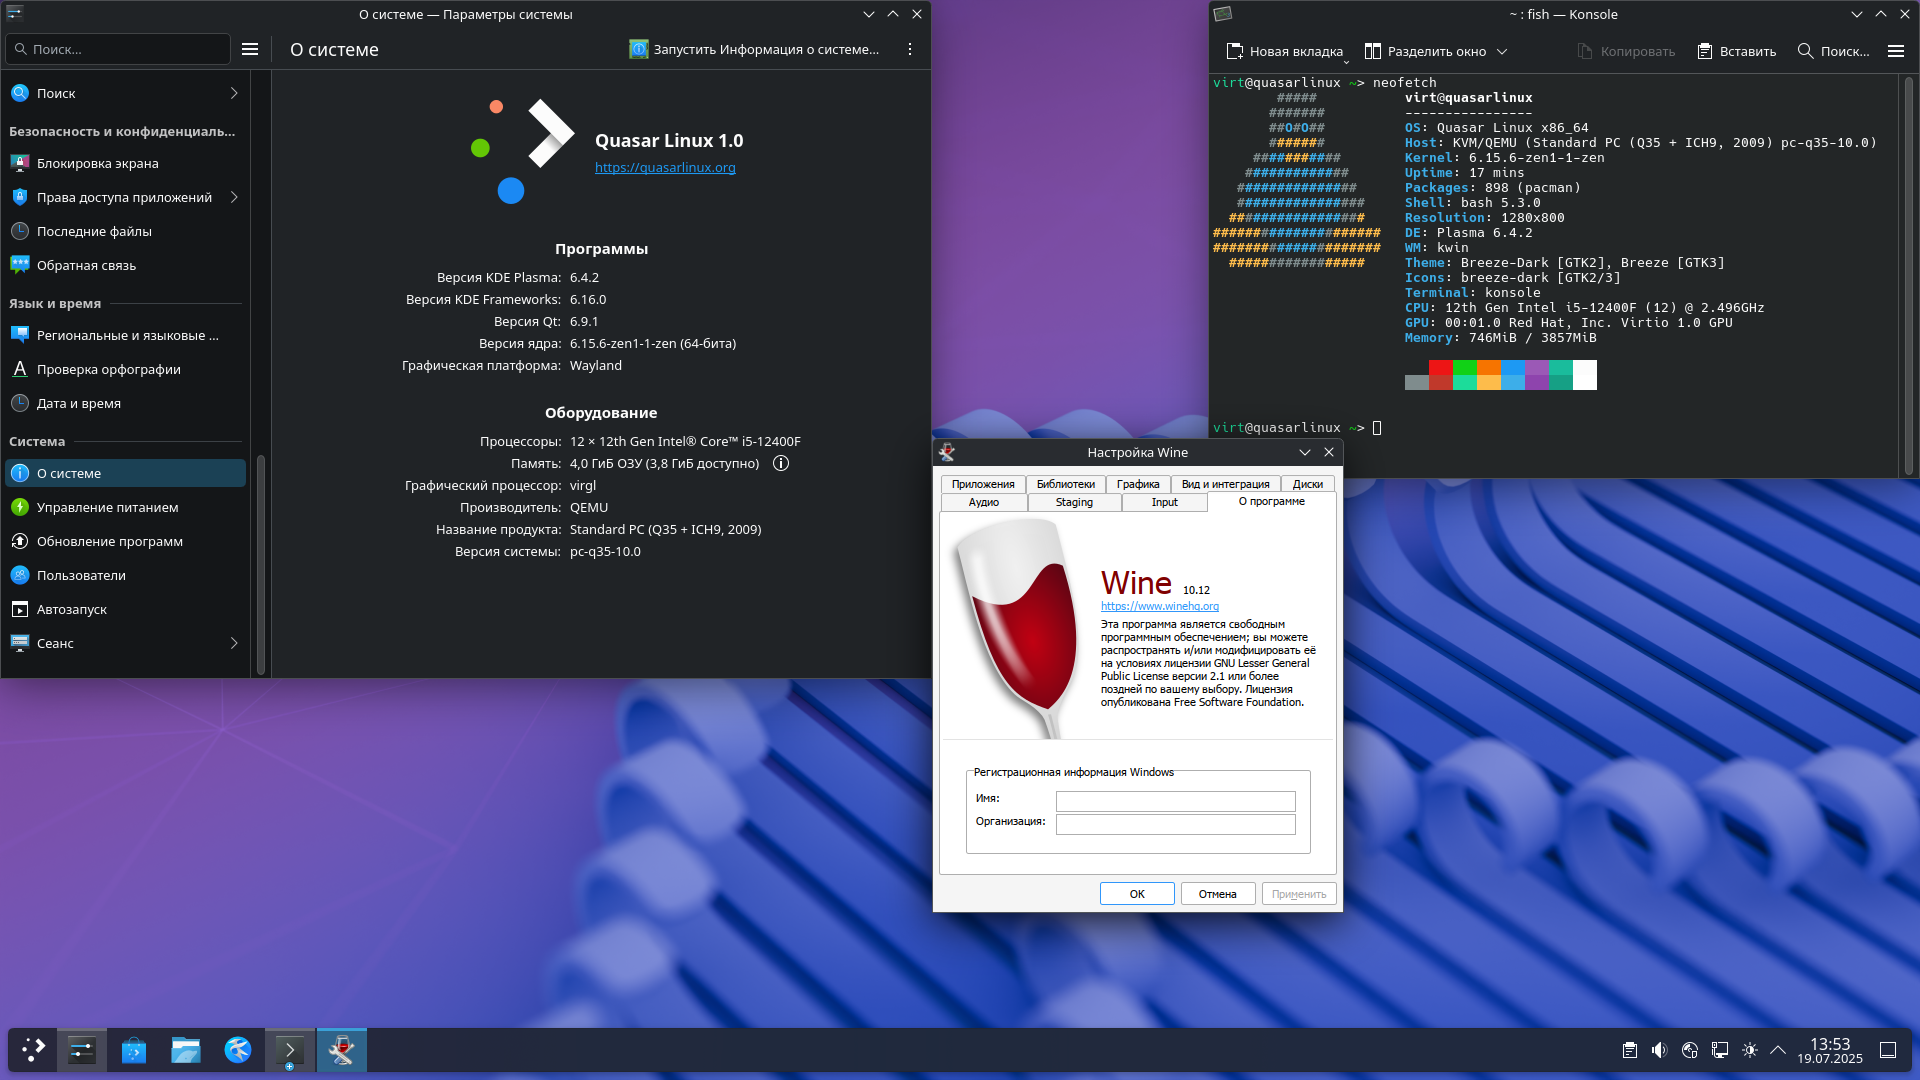 О системе — Параметры системы
Поиск...
О системе
Запустить Информация о системе...
Поиск
Безопасность и конфиденциаль...
Блокировка экрана
Права доступа приложений
Последние файлы
Обратная связь
Язык и время
Региональные и языковые ...
Проверка орфографии
Дата и время
Система
О системе
Управление питанием
Обновление программ
Пользователи
Автозапуск
Сеанс
Quasar Linux 1.0
https://quasarlinux.org
Программы
Версия KDE Plasma: 6.4.2
Версия KDE Frameworks: 6.16.0
Версия Qt: 6.9.1
Версия ядра: 6.15.6-zen1-1-zen (64-бита)
Графическая платформа: Wayland
Оборудование
Процессоры: 12 × 12th Gen Intel® Core™ i5-12400F
Память: 4,0 ГиБ ОЗУ (3,8 ГиБ доступно)
Графический процессор: virgl
Производитель: QEMU
Название продукта: Standard PC (Q35 + ICH9, 2009)
Версия системы: pc-q35-10.0
~ : fish — Konsole
Новая вкладка
Разделить окно
Копировать
Вставить
Поиск...
virt@quasarlinux ~> neofetch
##### virt@quasarlinux
####### ----------------
##O#O## OS: Quasar Linux x86_64
####### Host: KVM/QEMU (Standard PC (Q35 + ICH9, 2009) pc-q35-10.0)
########### Kernel: 6.15.6-zen1-1-zen
############# Uptime: 17 mins
############### Packages: 898 (pacman)
################ Shell: bash 5.3.0
################# Resolution: 1280x800
##################### DE: Plasma 6.4.2
##################### WM: kwin
################# Theme: Breeze-Dark [GTK2], Breeze [GTK3]
Icons: breeze-dark [GTK2/3]
Terminal: konsole
CPU: 12th Gen Intel i5-12400F (12) @ 2.496GHz
GPU: 00:01.0 Red Hat, Inc. Virtio 1.0 GPU
Memory: 746MiB / 3857MiB
virt@quasarlinux ~>
Настройка Wine
Приложения
Библиотеки
Графика
Вид и интеграция
Диски
Аудио
Staging
Input
О программе
Wine 10.12
https://www.winehq.org
Эта программа является свободным
программным обеспечением; вы можете
распространять и/или модифицировать её
на условиях лицензии GNU Lesser General
Public License версии 2.1 или более
поздней по вашему выбору. Лицензия
опубликована Free Software Foundation.
Регистрационная информация Windows
Имя:
Организация:
ОК
Отмена
Применить
13:53
19.07.2025